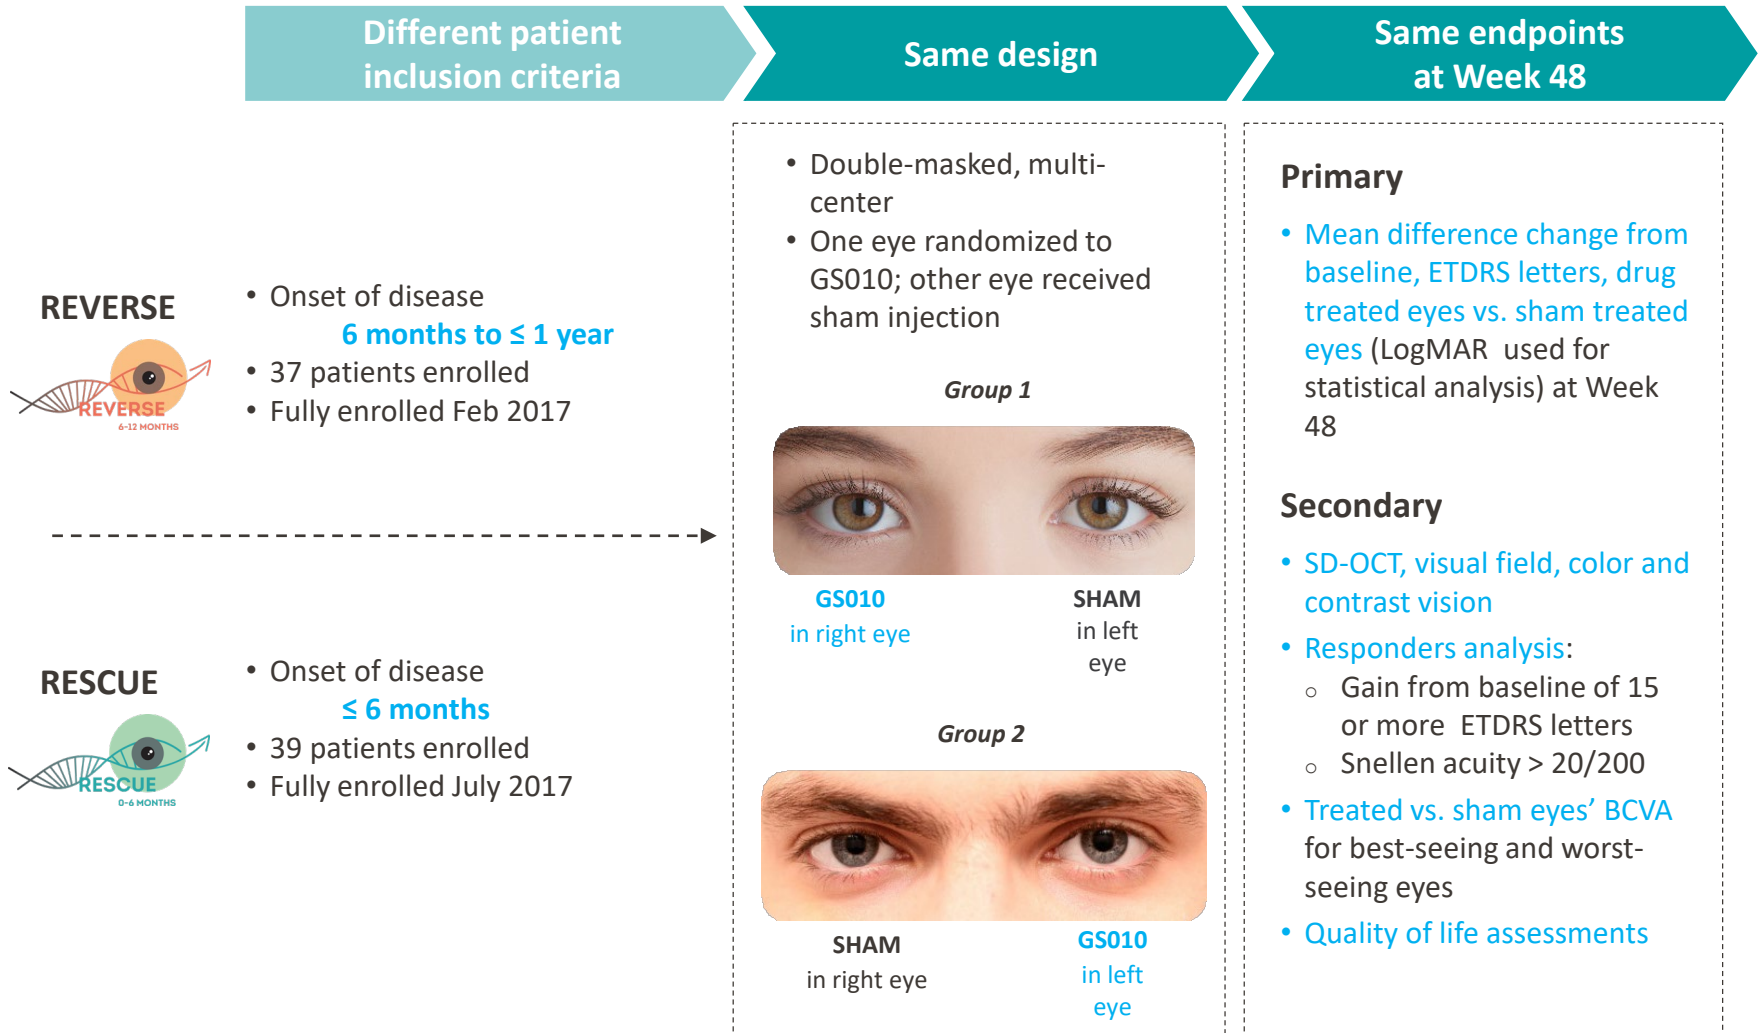 Different patient
inclusion criteria
Same design
Same endpoints
at Week 48
REVERSE
REVERSE
6-12 MONTHS
• Onset of disease
6 months to ≤ 1 year
• 37 patients enrolled
• Fully enrolled Feb 2017
RESCUE
RESCUE
0-6 MONTHS
• Onset of disease
≤ 6 months
• 39 patients enrolled
• Fully enrolled July 2017
• Double-masked, multi-
center
• One eye randomized to
GS010; other eye received
sham injection
Group 1
GS010
in right eye
SHAM
in left
eye
Group 2
SHAM
in right eye
GS010
in left
eye
Primary
• Mean difference change from
baseline, ETDRS letters, drug
treated eyes vs. sham treated
eyes (LogMAR used for
statistical analysis) at Week
48
Secondary
• SD-OCT, visual field, color and
contrast vision
• Responders analysis:
o Gain from baseline of 15
or more ETDRS letters
o Snellen acuity > 20/200
• Treated vs. sham eyes’ BCVA
for best-seeing and worst-
seeing eyes
• Quality of life assessments